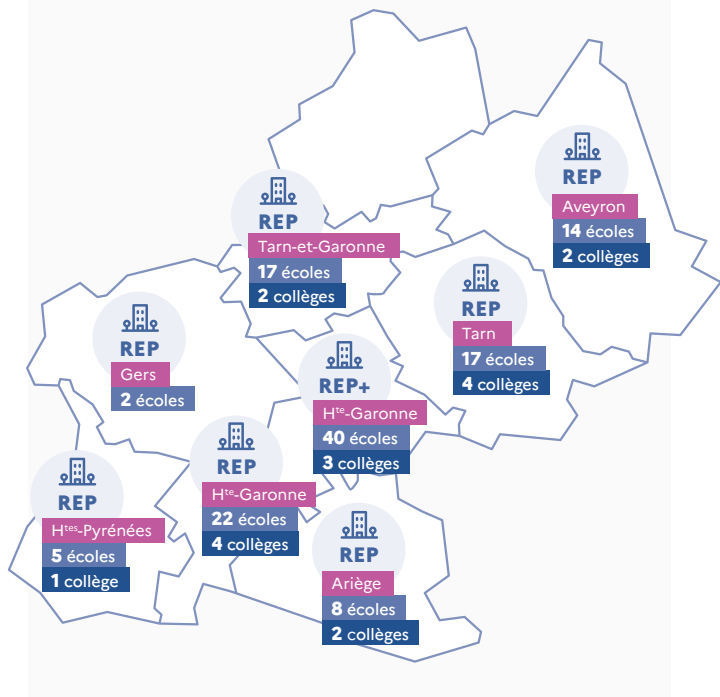 REP
Aveyron
14 écoles
2 collèges
REP
Tarn-et-Garonne
17 écoles
2 collèges
REP
Tarn
17 écoles
4 collèges
REP
Gers
2 écoles
REP+
Hte-Garonne
40 écoles
3 collèges
REP
Hte-Garonne
22 écoles
4 collèges
REP
Htes-Pyrénées
5 écoles
1 collège
REP
Ariège
8 écoles
2 collèges